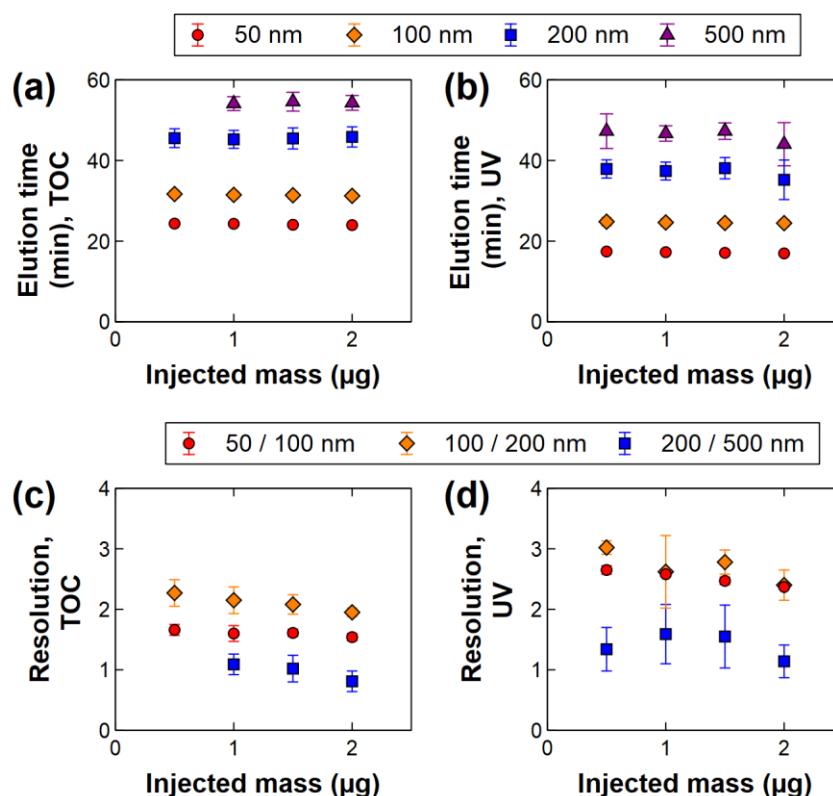 50 nm 100 nm 200 nm 500 nm
(a)
60
40
20
0
0 1 2
Elution time
(min), TOC
Injected mass (µg)
(b)
60
40
20
0
0 1 2
Elution time
(min), UV
Injected mass (µg)
50 / 100 nm 100 / 200 nm 200 / 500 nm
(c)
4
3
2
1
0
0 1 2
Resolution,
TOC
Injected mass (µg)
(d)
4
3
2
1
0
0 1 2
Resolution,
UV
Injected mass (µg)